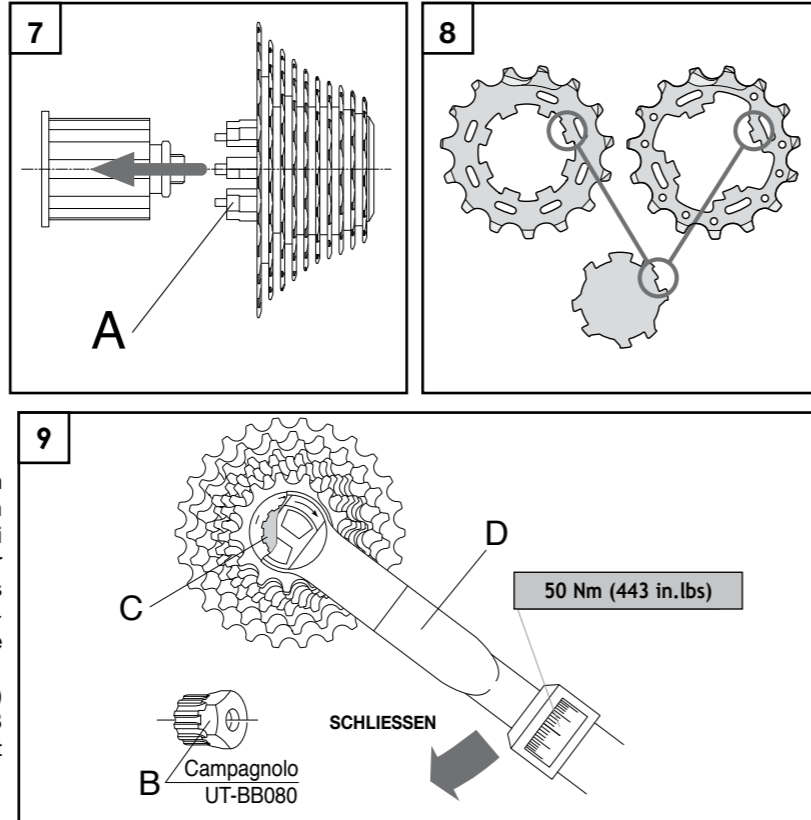 7
A
8
9
C
D
50 Nm (443 in.lbs)
SCHLIESSEN
B
Campagnolo
UT-BB080